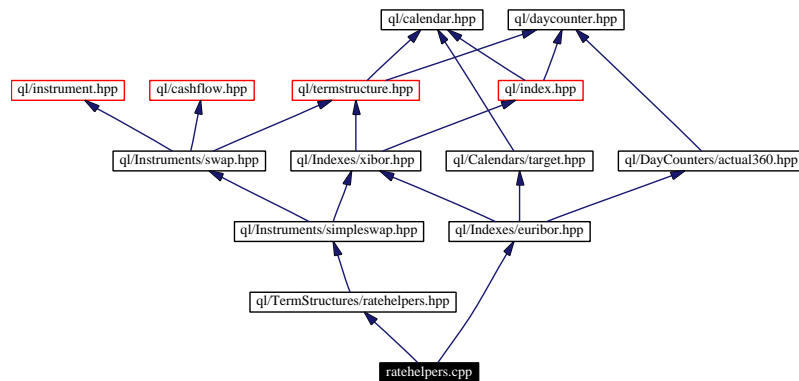 ql/calendar.hpp
ql/daycounter.hpp
ql/instrument.hpp
ql/cashflow.hpp
ql/termstructure.hpp
ql/index.hpp
ql/Instruments/swap.hpp
ql/Indexes/xibor.hpp
ql/Calendars/target.hpp
ql/DayCounters/actual360.hpp
ql/Instruments/simpleswap.hpp
ql/Indexes/euribor.hpp
ql/TermStructures/ratehelpers.hpp
ratehelpers.cpp